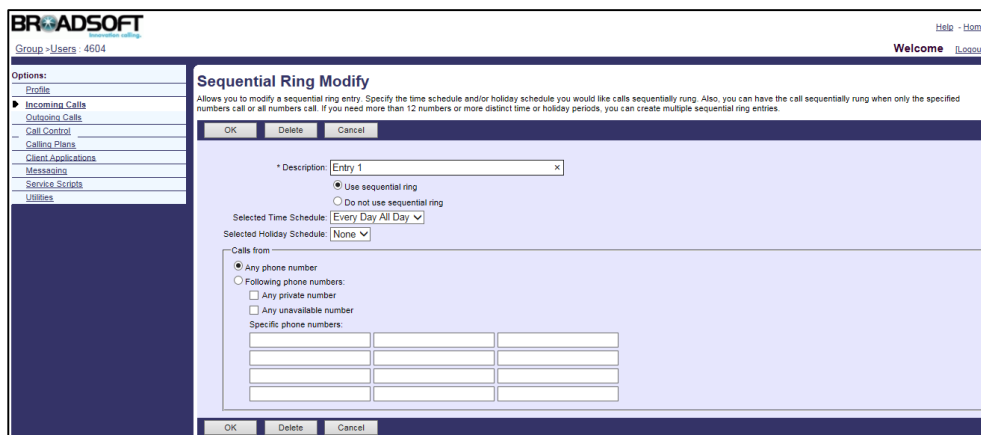 BROADSOFT
innovation calling.
Help - Hom
Group >Users : 4604
Welcome [Logou
Options:
Profile
Incoming Calls
Outgoing Calls
Call Control
Calling Plans
Client Applications
Messaging
Service Scripts
Utilities
Sequential Ring Modify
Allows you to modify a sequential ring entry. Specify the time schedule and/or holiday schedule you would like calls sequentially rung. Also, you can have the call sequentially rung when only the specified
numbers call or all numbers call. If you need more than 12 numbers or more distinct time or holiday periods, you can create multiple sequential ring entries.
OK Delete Cancel
* Description: Entry 1 ×
Use sequential ring
Do not use sequential ring
Selected Time Schedule: Every Day All Day
Selected Holiday Schedule: None
Calls from
Any phone number
Following phone numbers:
Any private number
Any unavailable number
Specific phone numbers:
OK Delete Cancel